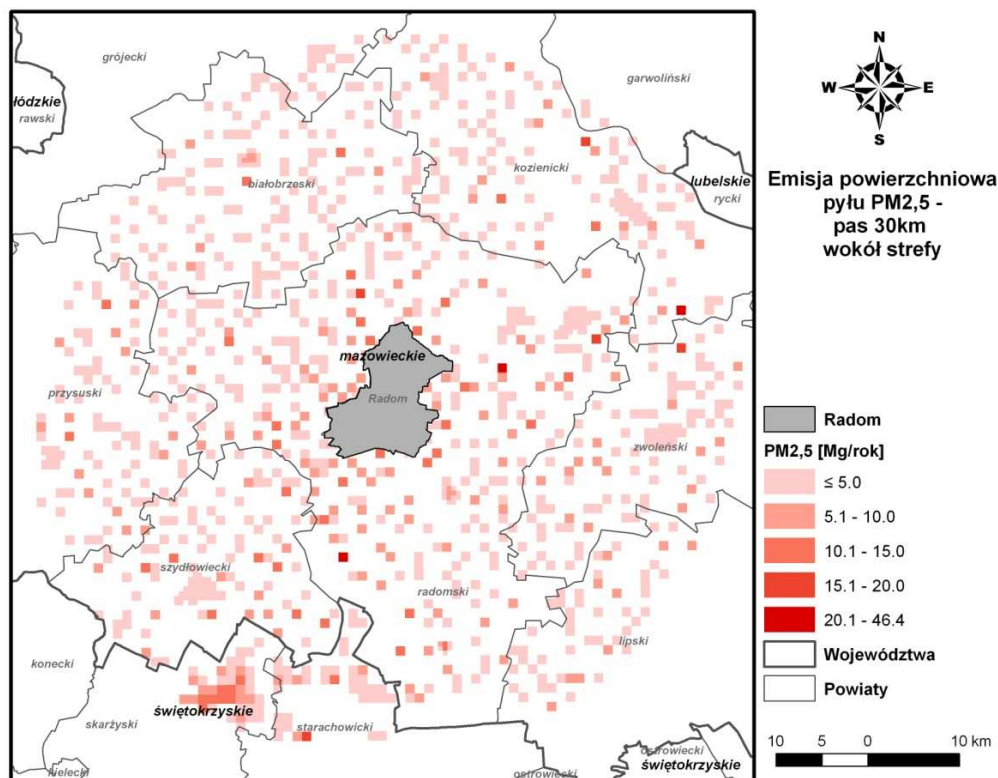 grójecki
garwoliński
łódzkie
rawski
białobrzeski
kozienicki
lubelskie
rycki
mazowieckie
Radom
przysuski
zwoleński
szydłowiecki
radomski
lipski
konecki
skarżyski
świętokrzyskie
starachowicki
kielecki
ostrowiecki
ostrowiecki
świętokrzyskie
N
W E
S
Emisja powierzchniowa
pyłu PM2,5 -
pas 30km
wokół strefy
Radom
PM2,5 [Mg/rok]
≤ 5.0
5.1 - 10.0
10.1 - 15.0
15.1 - 20.0
20.1 - 46.4
Województwa
Powiaty
10 5 0 10 km